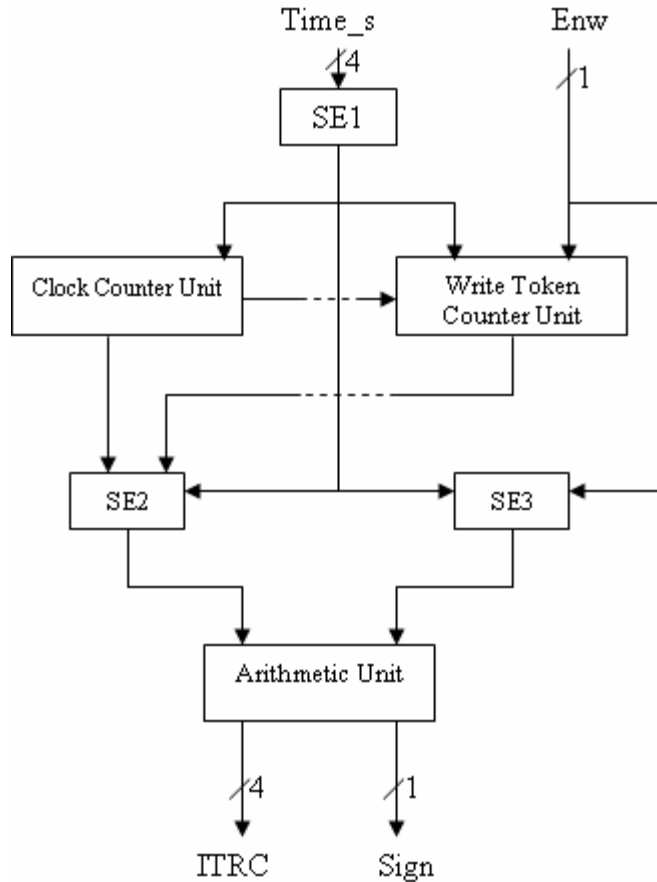 Time_s
Enw
4
1
SE1
Clock Counter Unit
Write Token
Counter Unit
SE2
SE3
Arithmetic Unit
4
1
ITRC
Sign